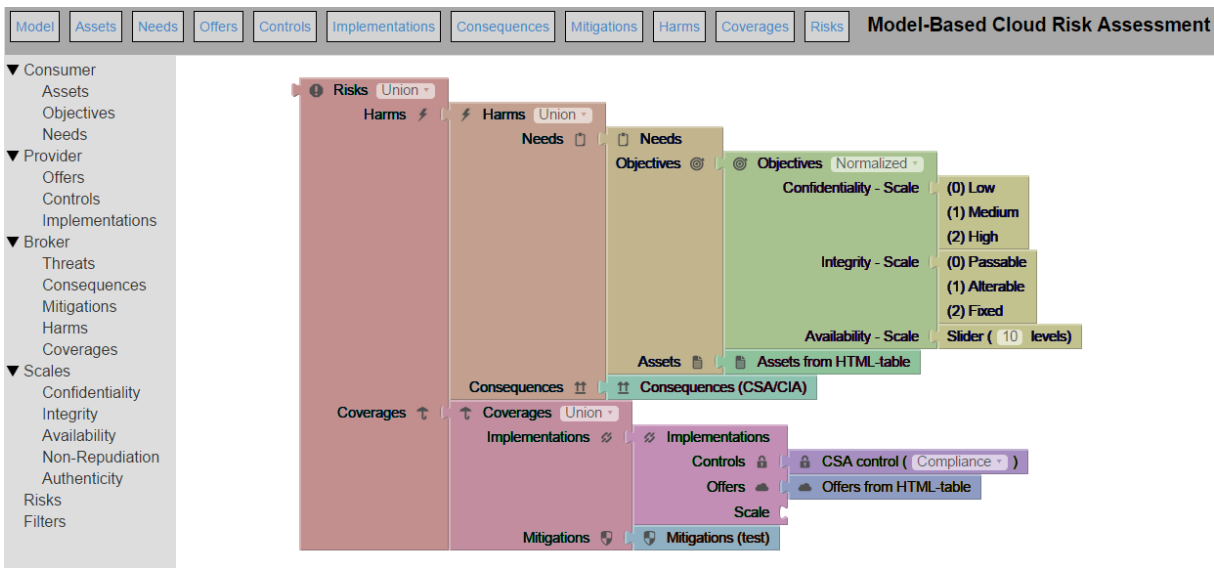 Model Assets Needs Offers Controls Implementations Consequences Mitigations Harms Coverages Risks Model-Based Cloud Risk Assessment
▼ Consumer
Assets
Objectives
Needs
▼ Provider
Offers
Controls
Implementations
▼ Broker
Threats
Consequences
Mitigations
Harms
Coverages
▼ Scales
Confidentiality
Integrity
Availability
Non-Repudiation
Authenticity
Risks
Filters
Risks Union
Harms Harms Union
Needs Needs
Objectives Objectives Normalized
Confidentiality - Scale (0) Low
(1) Medium
(2) High
Integrity - Scale (0) Passable
(1) Alterable
(2) Fixed
Availability - Scale Slider ( 10 levels)
Assets Assets from HTML-table
Consequences Consequences (CSA/CIA)
Coverages Coverages Union
Implementations Implementations
Controls CSA control ( Compliance )
Offers Offers from HTML-table
Scale
Mitigations Mitigations (test)